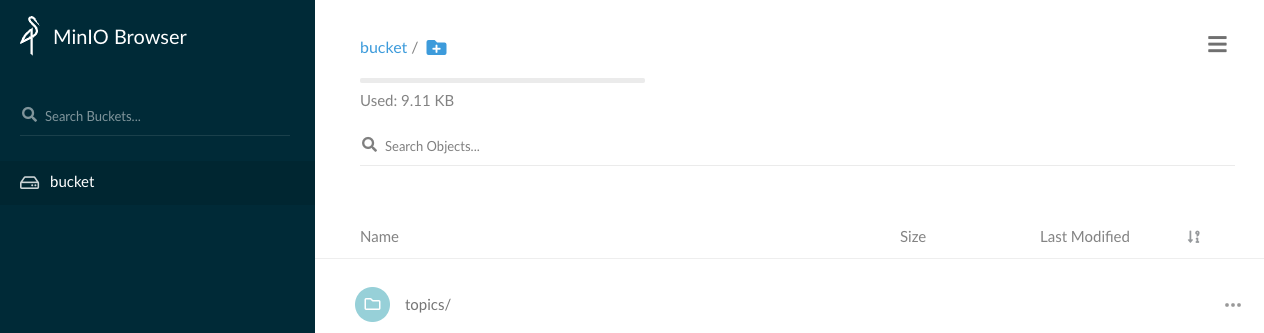 MinIO Browser
Search Buckets...
bucket
bucket /
Used: 9.11 KB
Search Objects...
Name Size Last Modified
topics/